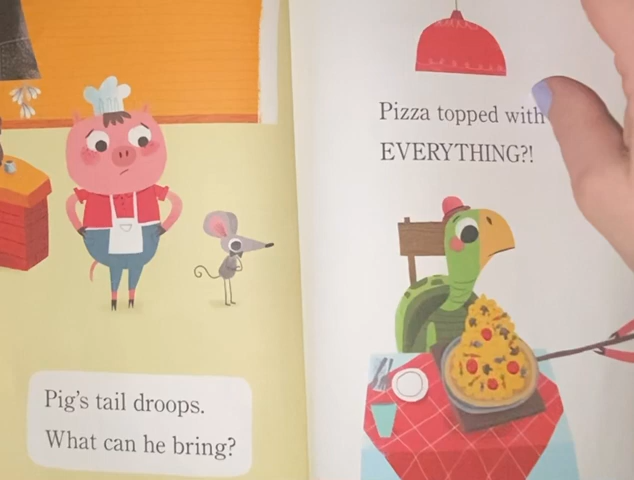 Pig's tail droops.
What can he bring?
Pizza topped with
EVERYTHING?!